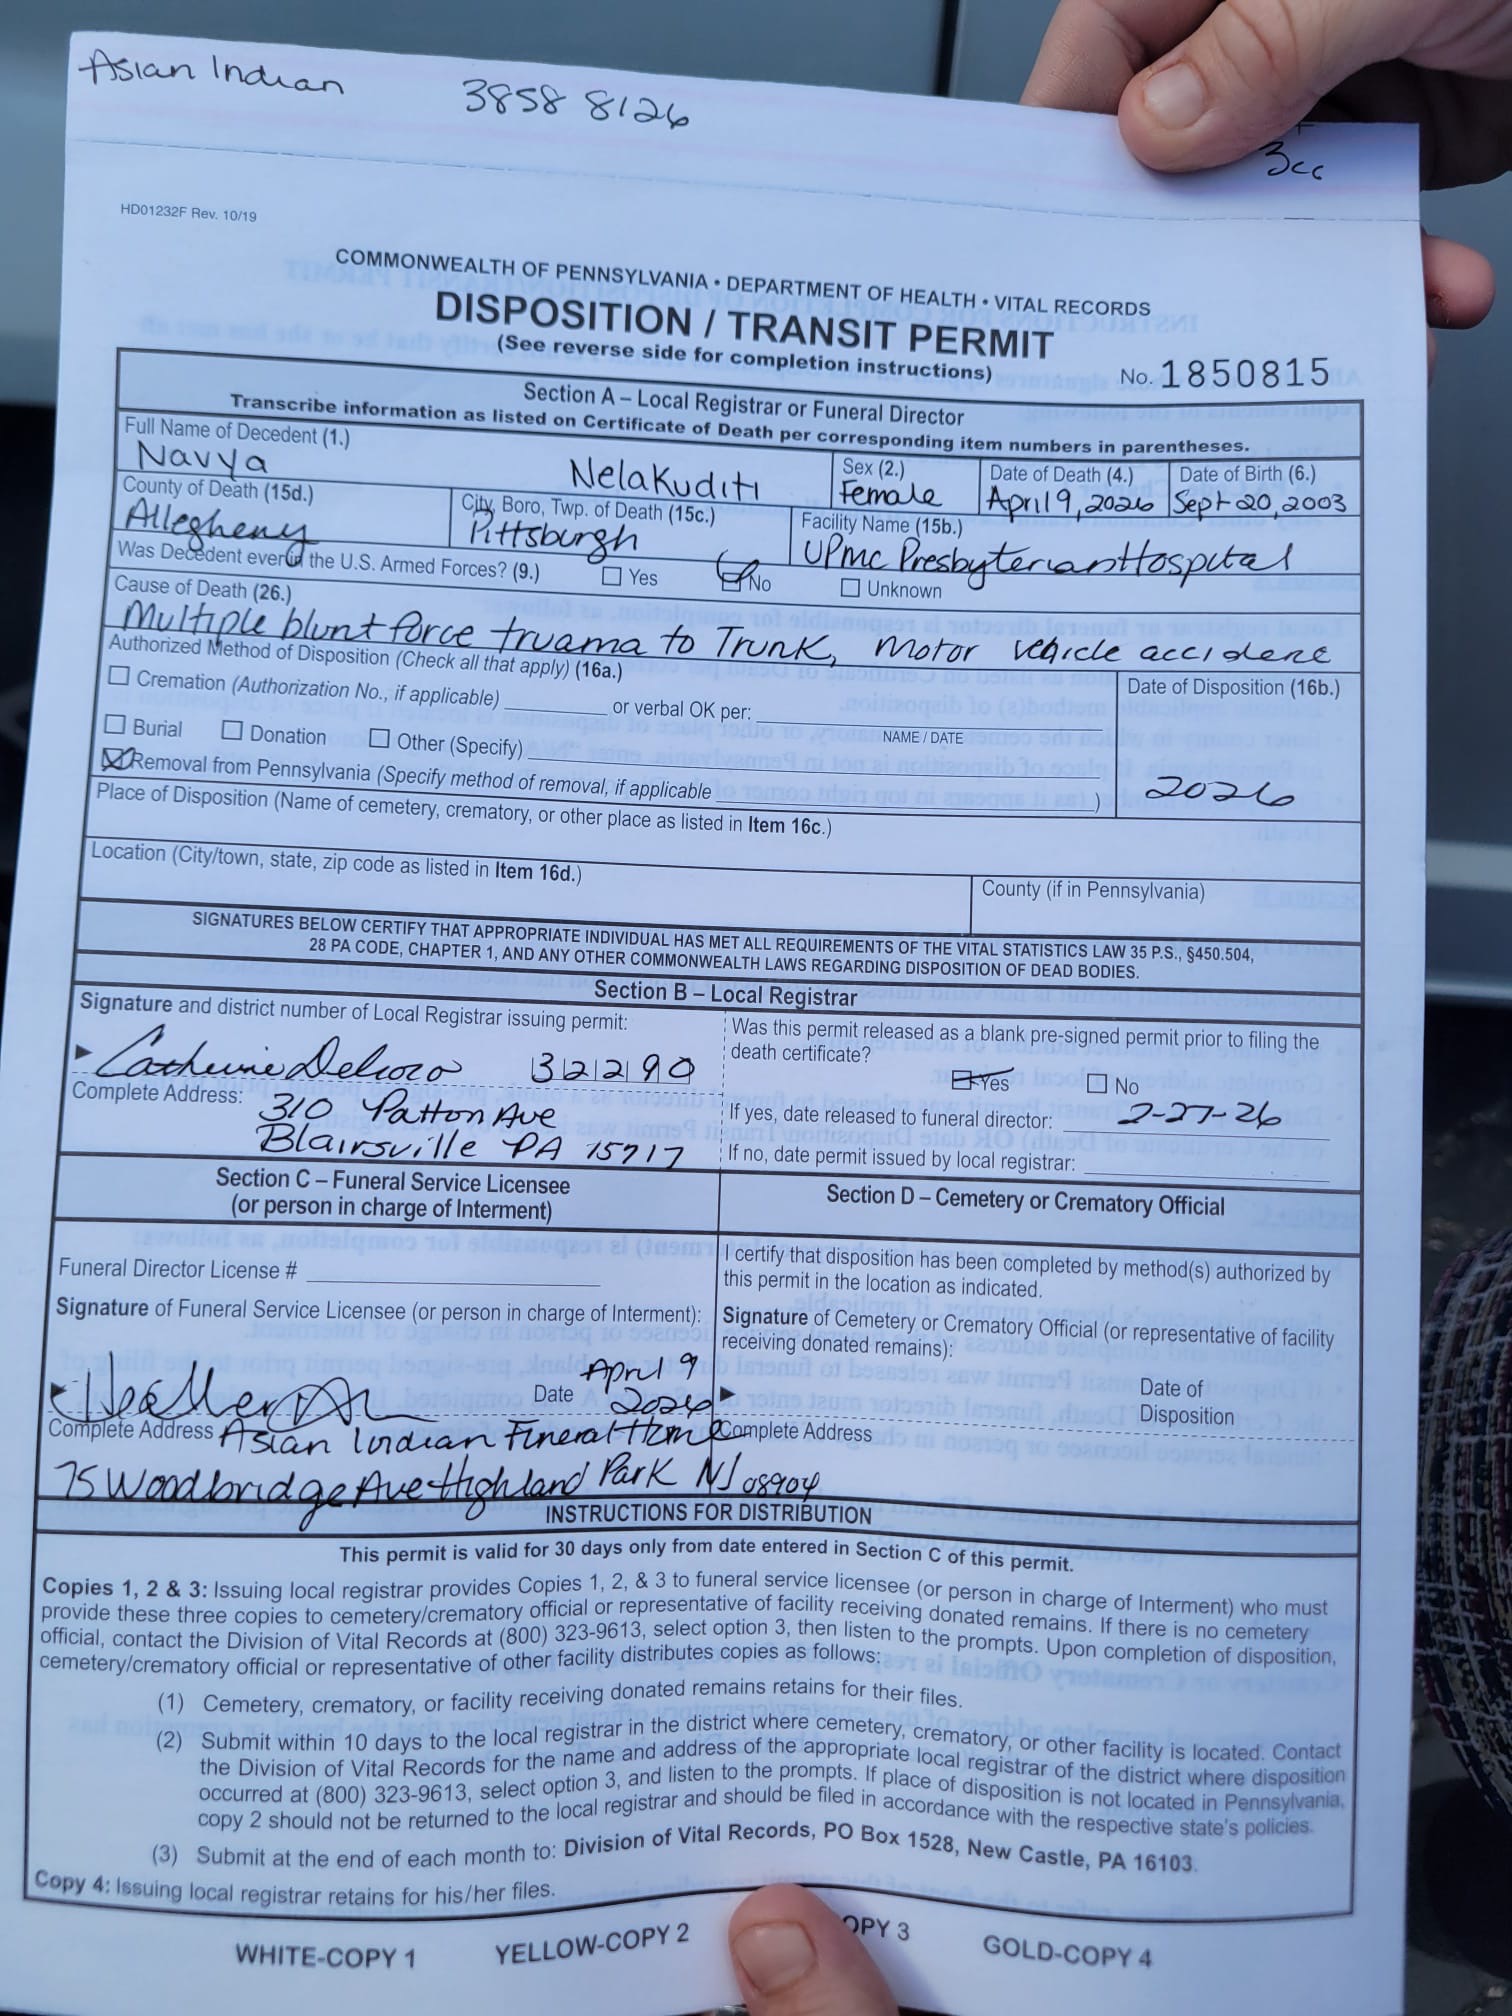 Asian Indian 3858 8126
3cc
HD01232F Rev. 10/19
COMMONWEALTH OF PENNSYLVANIA • DEPARTMENT OF HEALTH • VITAL RECORDS
DISPOSITION / TRANSIT PERMIT
(See reverse side for completion instructions)
No. 1850815
Section A – Local Registrar or Funeral Director
Transcribe information as listed on Certificate of Death per corresponding item numbers in parentheses.
Full Name of Decedent (1.) Sex (2.) Date of Death (4.) Date of Birth (6.)
Navya Nelakuditi Female April 9, 2026 Sept 20, 2003
County of Death (15d.) City, Boro, Twp. of Death (15c.) Facility Name (15b.)
Allegheny Pittsburgh UPMC Presbyterian Hospital
Was Decedent ever in the U.S. Armed Forces? (9.) Yes No Unknown
Cause of Death (26.)
Multiple blunt force truama to Trunk, motor vehicle accident
Authorized Method of Disposition (Check all that apply) (16a.) Date of Disposition (16b.)
Cremation (Authorization No., if applicable) or verbal OK per:
NAME / DATE
Burial Donation Other (Specify)
Removal from Pennsylvania (Specify method of removal, if applicable ) 2026
Place of Disposition (Name of cemetery, crematory, or other place as listed in Item 16c.)
Location (City/town, state, zip code as listed in Item 16d.) County (if in Pennsylvania)
SIGNATURES BELOW CERTIFY THAT APPROPRIATE INDIVIDUAL HAS MET ALL REQUIREMENTS OF THE VITAL STATISTICS LAW 35 P.S., §450.504,
28 PA CODE, CHAPTER 1, AND ANY OTHER COMMONWEALTH LAWS REGARDING DISPOSITION OF DEAD BODIES.
Section B – Local Registrar
Signature and district number of Local Registrar issuing permit:
Catherine 32290
Complete Address: 310 Patton Ave
Blairsville PA 15717
Was this permit released as a blank pre-signed permit prior to filing the
death certificate?
Yes No
If yes, date released to funeral director: 2-27-26
If no, date permit issued by local registrar:
Section C – Funeral Service Licensee
(or person in charge of Interment)
Funeral Director License #
Signature of Funeral Service Licensee (or person in charge of Interment):
Date April 9
2026
Complete Address Asian Indian Fineral Home
75 Woodbridge Ave Highland Park NJ 08904
Section D – Cemetery or Crematory Official
I certify that disposition has been completed by method(s) authorized by
this permit in the location as indicated.
Signature of Cemetery or Crematory Official (or representative of facility
receiving donated remains):
Date of
Disposition
Complete Address
INSTRUCTIONS FOR DISTRIBUTION
This permit is valid for 30 days only from date entered in Section C of this permit.
Copies 1, 2 & 3: Issuing local registrar provides Copies 1, 2, & 3 to funeral service licensee (or person in charge of Interment) who must
provide these three copies to cemetery/crematory official or representative of facility receiving donated remains. If there is no cemetery
official, contact the Division of Vital Records at (800) 323-9613, select option 3, then listen to the prompts. Upon completion of disposition,
cemetery/crematory official or representative of other facility distributes copies as follows:
(1) Cemetery, crematory, or facility receiving donated remains retains for their files.
(2) Submit within 10 days to the local registrar in the district where cemetery, crematory, or other facility is located. Contact
the Division of Vital Records for the name and address of the appropriate local registrar of the district where disposition
occurred at (800) 323-9613, select option 3, and listen to the prompts. If place of disposition is not located in Pennsylvania,
copy 2 should not be returned to the local registrar and should be filed in accordance with the respective state's policies.
(3) Submit at the end of each month to: Division of Vital Records, PO Box 1528, New Castle, PA 16103.
Copy 4: Issuing local registrar retains for his/her files.
WHITE-COPY 1 YELLOW-COPY 2 OPY 3 GOLD-COPY 4